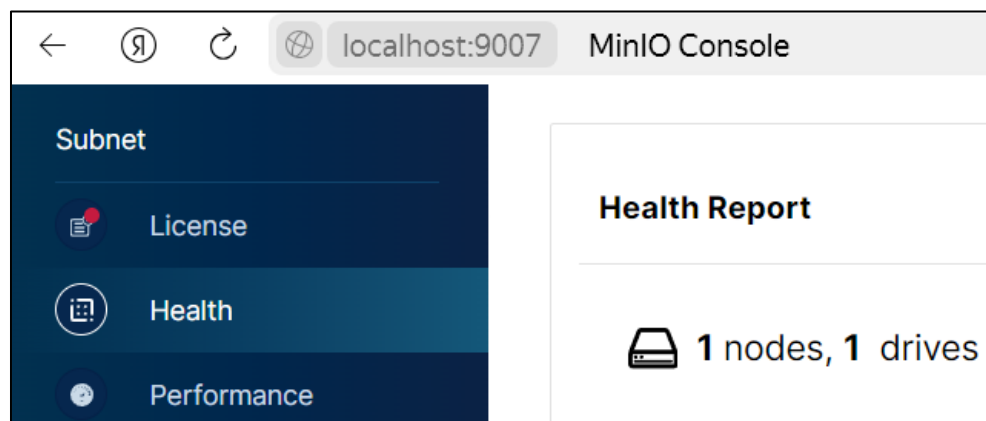 Я localhost:9007 MinIO Console
Subnet
License
Health
Performance
Health Report
1 nodes, 1 drives